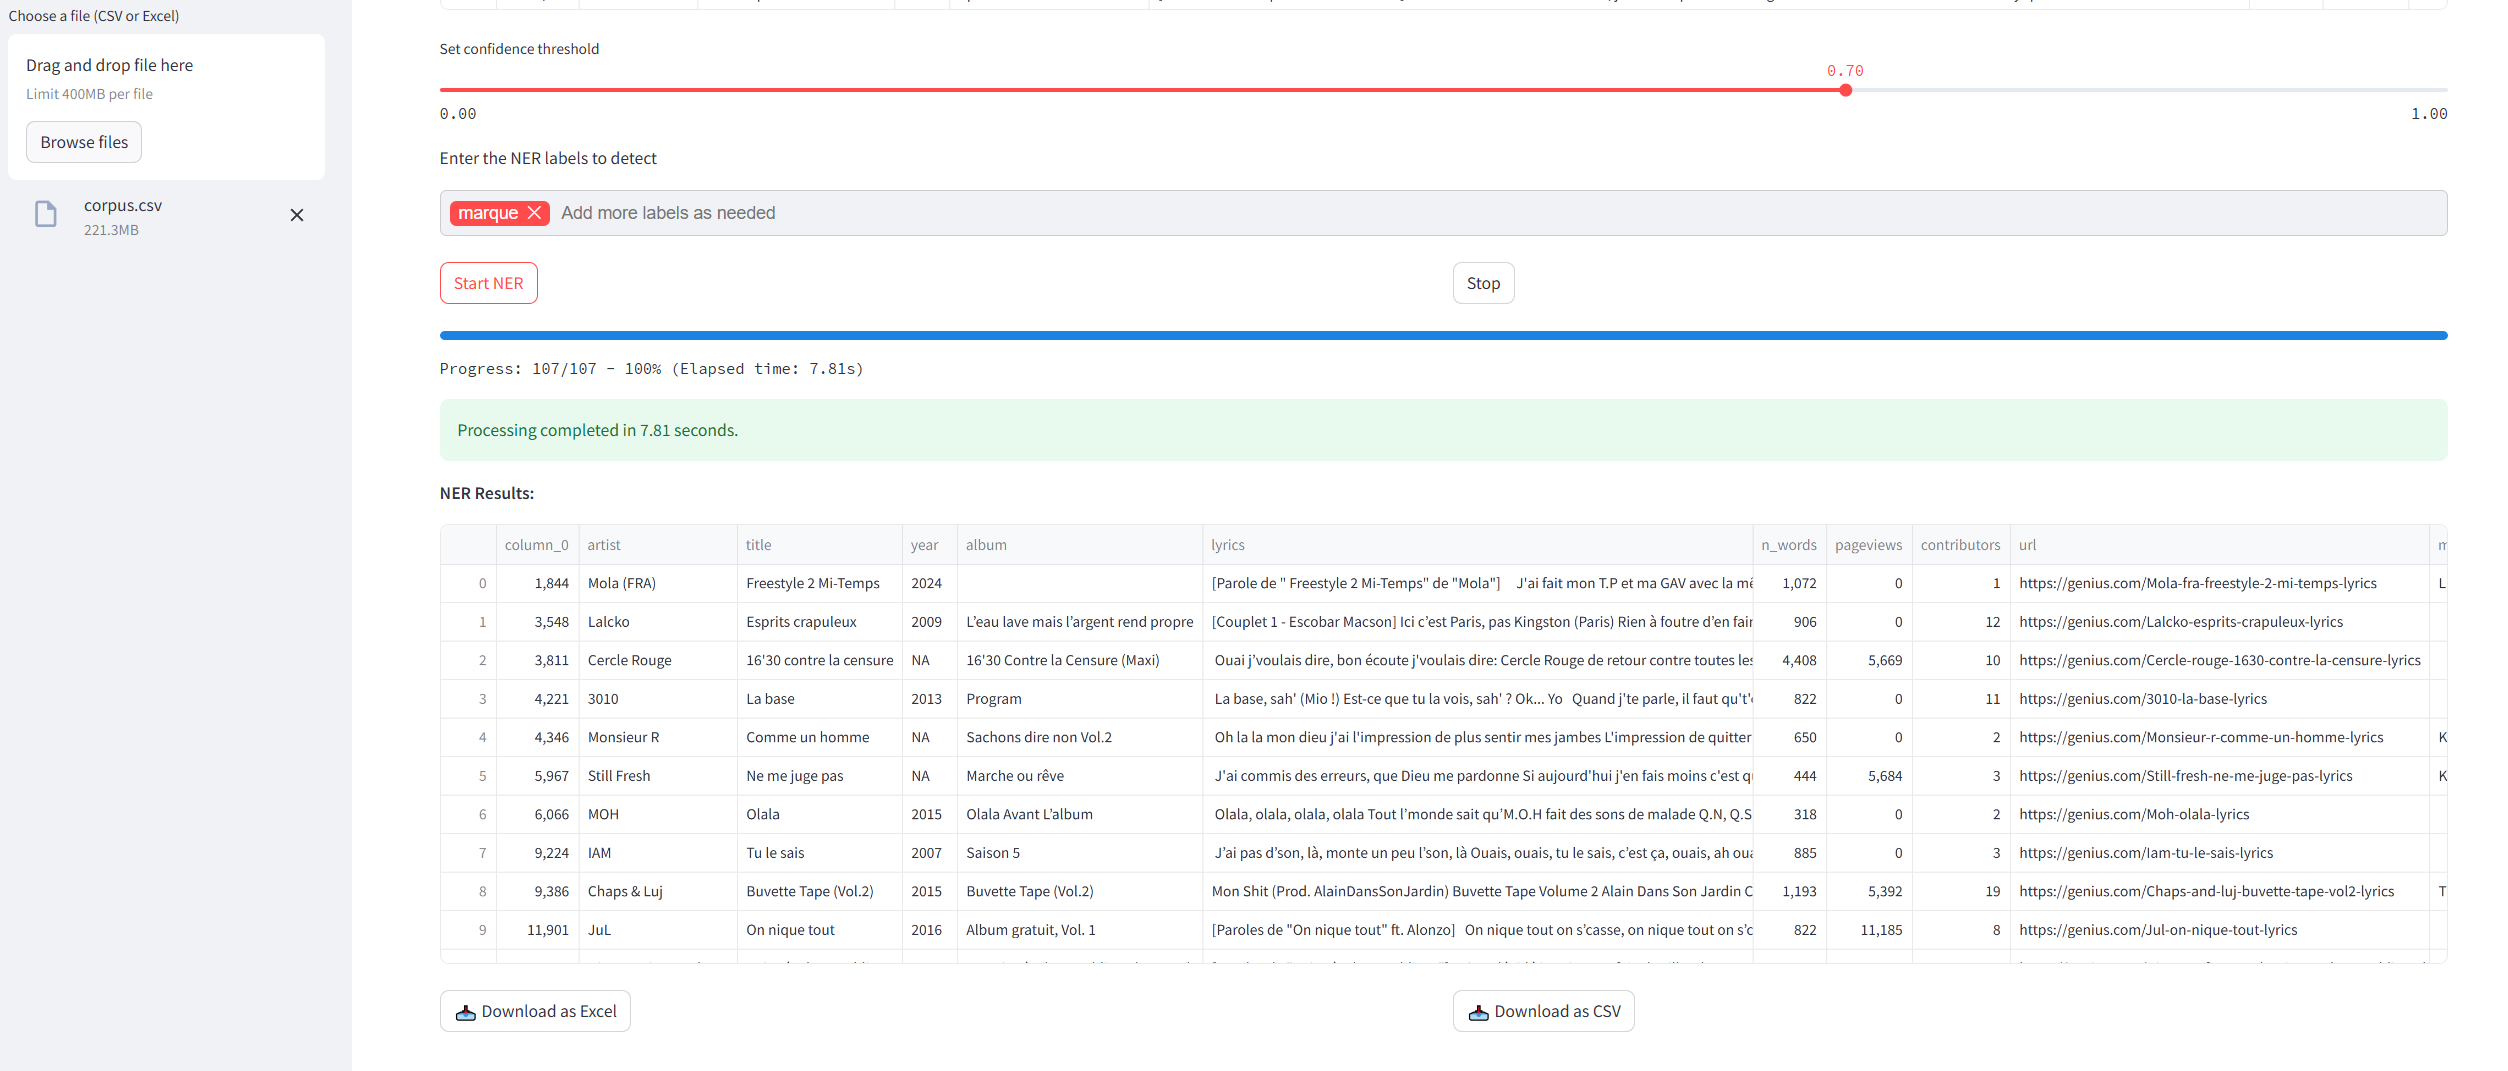 Choose a file (CSV or Excel)
Drag and drop file here
Limit 400MB per file
Browse files
corpus.csv
221.3MB
Set confidence threshold
0.70
0.00 1.00
Enter the NER labels to detect
marque Add more labels as needed
Start NER Stop
Progress: 107/107 - 100% (Elapsed time: 7.81s)
Processing completed in 7.81 seconds.
NER Results:
column_0 artist title year album lyrics n_words pageviews contributors url
0 1,844 Mola (FRA) Freestyle 2 Mi-Temps 2024 [Parole de " Freestyle 2 Mi-Temps" de "Mola"] J'ai fait mon T.P et ma GAV avec la mê 1,072 0 1 https://genius.com/Mola-fra-freestyle-2-mi-temps-lyrics L
1 3,548 Lalcko Esprits crapuleux 2009 L’eau lave mais l’argent rend propre [Couplet 1 - Escobar Macson] Ici c’est Paris, pas Kingston (Paris) Rien à foutre d’en fair 906 0 12 https://genius.com/Lalcko-esprits-crapuleux-lyrics
2 3,811 Cercle Rouge 16'30 contre la censure NA 16'30 Contre la Censure (Maxi) Ouai j’voulais dire, bon écoute j'voulais dire: Cercle Rouge de retour contre toutes les 4,408 5,669 10 https://genius.com/Cercle-rouge-1630-contre-la-censure-lyrics
3 4,221 3010 La base 2013 Program La base, sah' (Mio !) Est-ce que tu la vois, sah' ? Ok... Yo Quand j'te parle, il faut qu't' 822 0 11 https://genius.com/3010-la-base-lyrics
4 4,346 Monsieur R Comme un homme NA Sachons dire non Vol.2 Oh la la mon dieu j'ai l'impression de plus sentir mes jambes L'impression de quitter 650 0 2 https://genius.com/Monsieur-r-comme-un-homme-lyrics K
5 5,967 Still Fresh Ne me juge pas NA Marche ou rêve J'ai commis des erreurs, que Dieu me pardonne Si aujourd'hui j'en fais moins c'est q 444 5,684 3 https://genius.com/Still-fresh-ne-me-juge-pas-lyrics K
6 6,066 MOH Olala 2015 Olala Avant L’album Olala, olala, olala, olala Tout l’monde sait qu’M.O.H fait des sons de malade Q.N, Q.S 318 0 2 https://genius.com/Moh-olala-lyrics
7 9,224 IAM Tu le sais 2007 Saison 5 J’ai pas d’son, là, monte un peu l’son, là Ouais, ouais, tu le sais, c’est ça, ouais, ah oua 885 0 3 https://genius.com/Iam-tu-le-sais-lyrics
8 9,386 Chaps & Luj Buvette Tape (Vol.2) 2015 Buvette Tape (Vol.2) Mon Shit (Prod. AlainDansSonJardin) Buvette Tape Volume 2 Alain Dans Son Jardin C 1,193 5,392 19 https://genius.com/Chaps-and-luj-buvette-tape-vol2-lyrics T
9 11,901 JuL On nique tout 2016 Album gratuit, Vol. 1 [Paroles de "On nique tout" ft. Alonzo] On nique tout on s’casse, on nique tout on s’c 822 11,185 8 https://genius.com/Jul-on-nique-tout-lyrics
Download as Excel Download as CSV